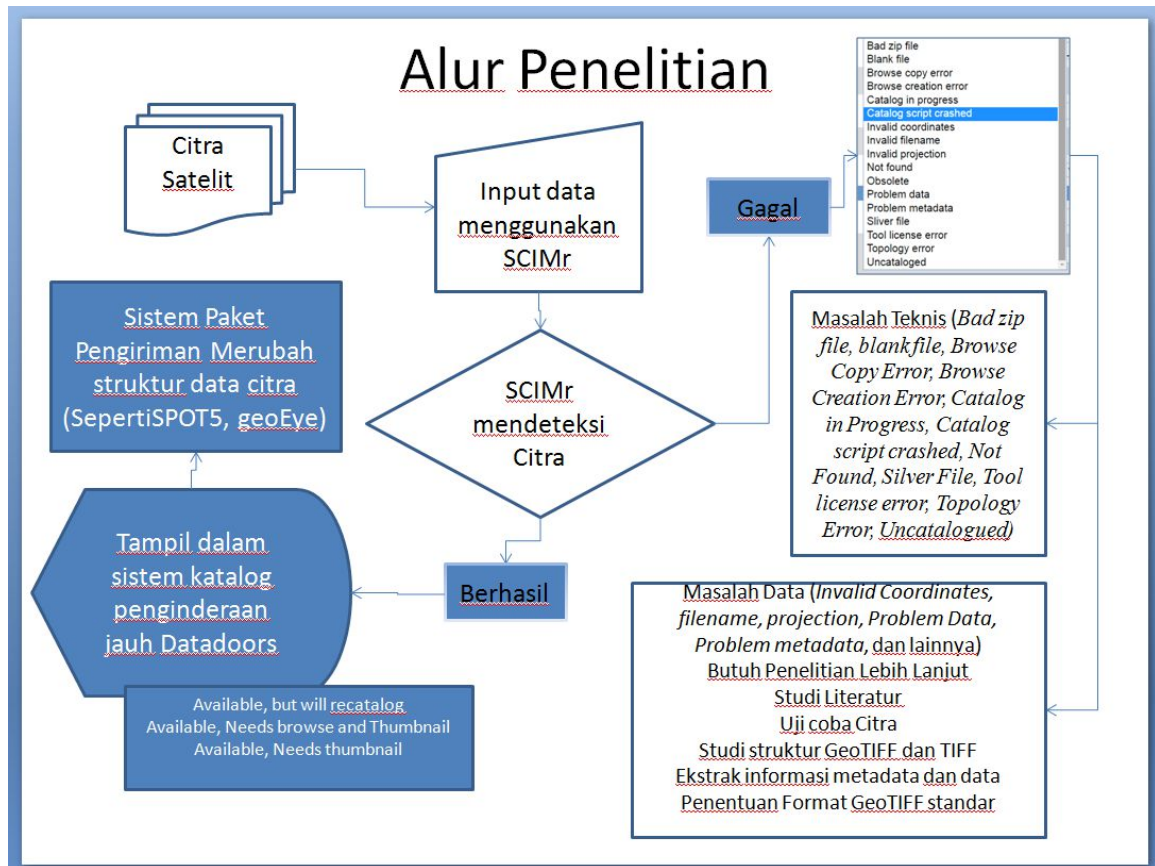 Alur Penelitian
Citra
Satelit
Input data
menggunakan
SCIMr
Gagal
Bad zip file
Blank file
Browse copy error
Browse creation error
Catalog in progress
Catalog script crashed
Invalid coordinates
Invalid filename
Invalid projection
Not found
Obsolete
Problem data
Problem metadata
Sliver file
Tool license error
Topology error
Uncataloged
Sistem Paket
Pengiriman Merubah
struktur data citra
(SepertiSPOT5, geoEye)
SCIMr
mendeteksi
Citra
Masalah Teknis (Bad zip
file, blank file, Browse
Copy Error, Browse
Creation Error, Catalog
in Progress, Catalog
script crashed, Not
Found, Silver File, Tool
license error, Topology
Error, Uncatalogued)
Tampil dalam
sistem katalog
penginderaan
jauh Datadoors
Berhasil
Available, but will recatalog
Available, Needs browse and Thumbnail
Available, Needs thumbnail
Masalah Data (Invalid Coordinates,
filename, projection, Problem Data,
Problem metadata, dan lainnya)
Butuh Penelitian Lebih Lanjut
Studi Literatur
Uji coba Citra
Studi struktur GeoTIFF dan TIFF
Ekstrak informasi metadata dan data
Penentuan Format GeoTIFF standar